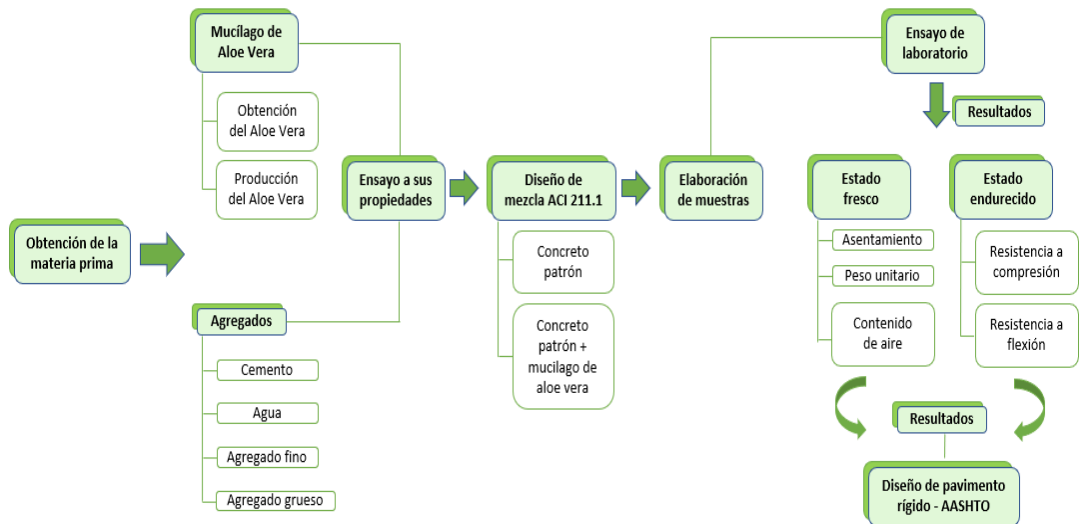 Obtención de la
materia prima
Mucílago de
Aloe Vera
Obtención
del Aloe Vera
Producción
del Aloe Vera
Agregados
Cemento
Agua
Agregado fino
Agregado grueso
Ensayo a sus
propiedades
Diseño de
mezcla ACI 211.1
Concreto
patrón
Concreto
patrón +
mucilago de
aloe vera
Elaboración
de muestras
Ensayo de
laboratorio
Resultados
Estado
fresco
Asentamiento
Peso unitario
Contenido
de aire
Estado
endurecido
Resistencia a
compresión
Resistencia a
flexión
Resultados
Diseño de pavimento
rígido - AASHTO